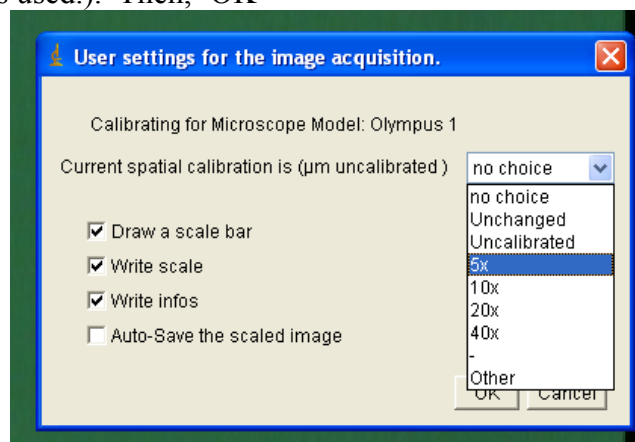 s used.). Then, "OK"
User settings for the image acquisition.
Calibrating for Microscope Model: Olympus 1
Current spatial calibration is (µm uncalibrated ) no choice
no choice
Unchanged
Uncalibrated
5x
10x
20x
40x
-
Other
Draw a scale bar
Write scale
Write infos
Auto-Save the scaled image
OK Cancel